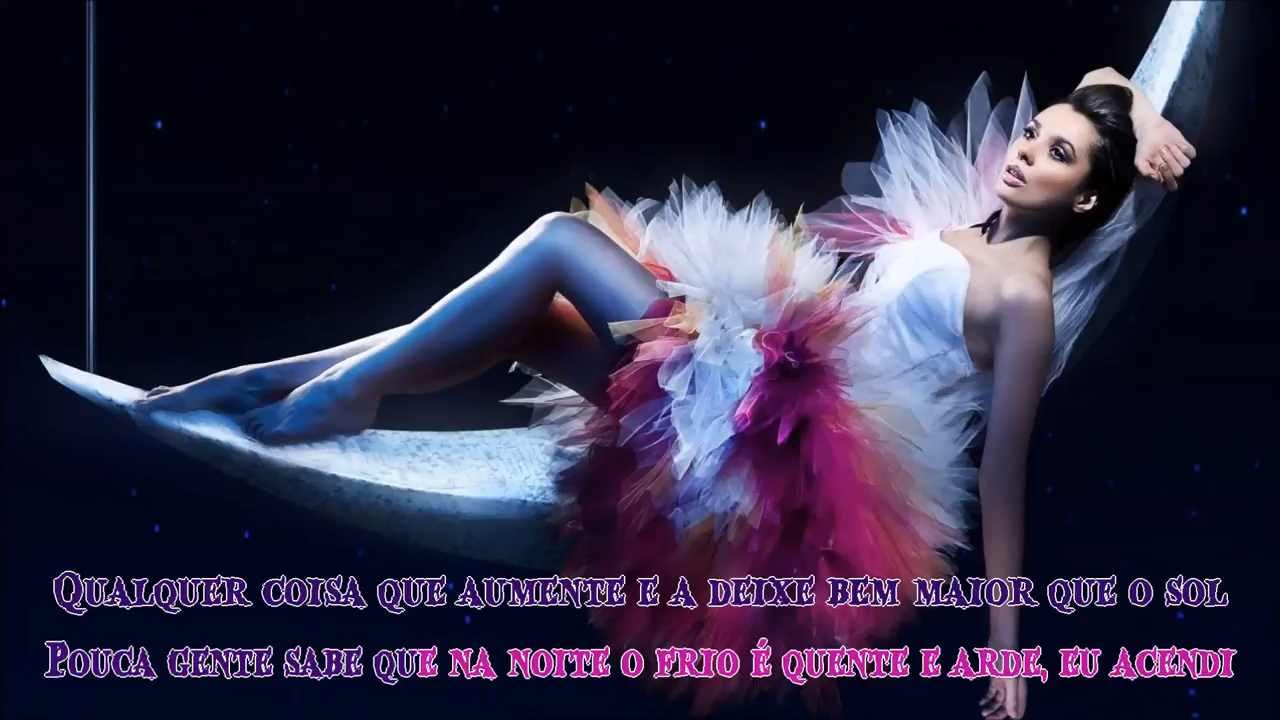 Qualquer coisa que aumente e a deixe bem maior que o sol
Pouca gente sabe que na noite o frio é quente e arde, eu acendi